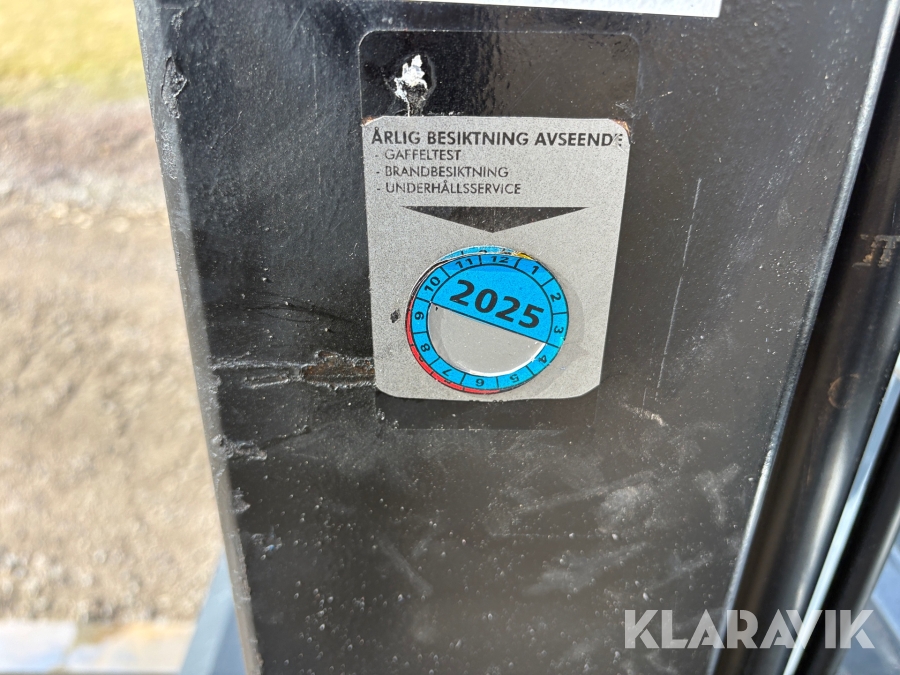 ÅRLIG BESIKTNING AVSEENDE
- GAFFELTEST
- BRANDBESIKTNING
- UNDERHÅLLSSERVICE
11 12 1 2 3 4 5 6 7 8 9 10
2025
KLARAVIK